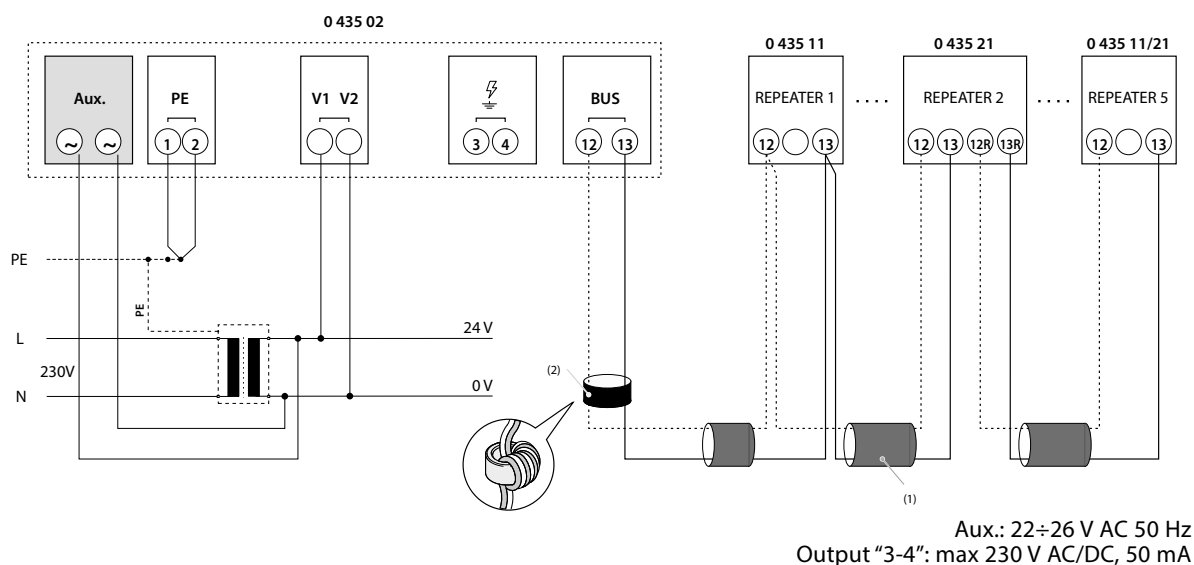 0 435 02
0 435 11
0 435 21
0 435 11/21
Aux.
PE
V1 V2
BUS
REPEATER 1
. . . .
REPEATER 2
. . . .
REPEATER 5
~ ~
1 2
3 4
12 13
12 13
12 13 12R 13R
12 13
PE
PE
L
24 V
230V
N
0 V
(2)
(1)
Aux.: 22÷26 V AC 50 Hz
Output “3-4”: max 230 V AC/DC, 50 mA